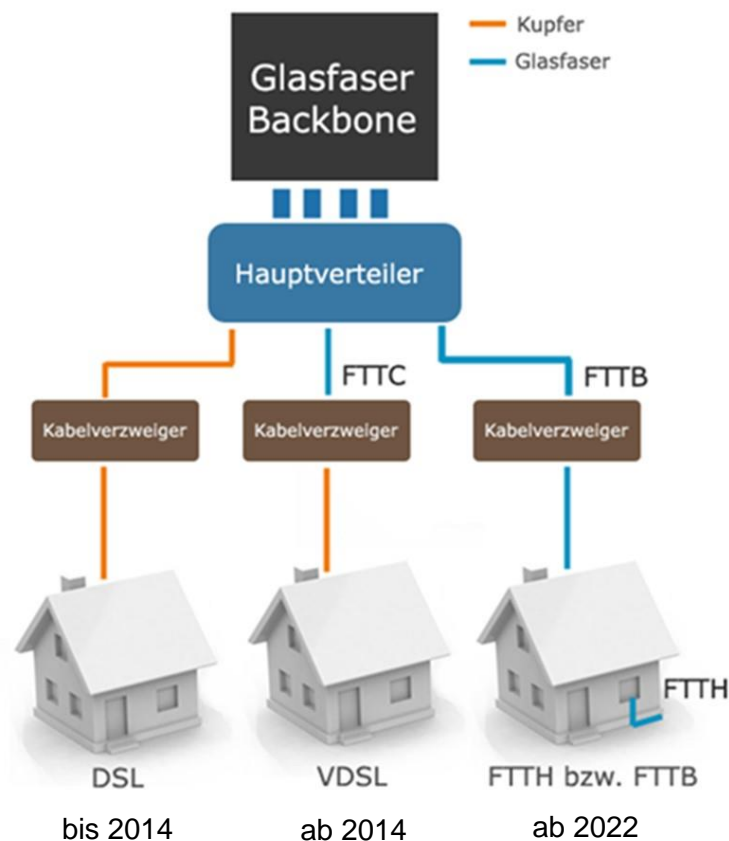 Kupfer
Glasfaser
Glasfaser
Backbone
Hauptverteiler
FTTC
FTTB
Kabelverzweiger
Kabelverzweiger
Kabelverzweiger
FTTH
DSL
VDSL
FTTH bzw. FTTB
bis 2014
ab 2014
ab 2022